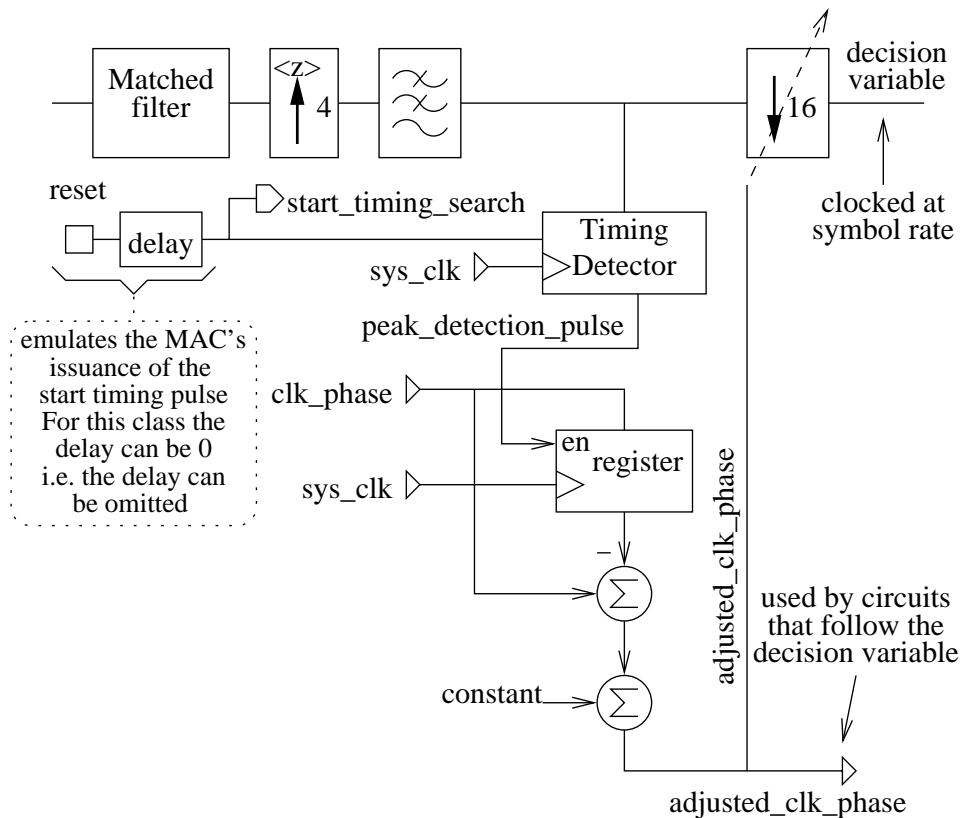 Matched
filter
<z>
4
16
decision
variable
reset
start_timing_search
clocked at
symbol rate
delay
Timing
Detector
sys_clk
peak_detection_pulse
emulates the MAC's
issuance of the
start timing pulse
For this class the
delay can be 0
i.e. the delay can
be omitted
clk_phase
en
register
sys_clk
−
Σ
adjusted_clk_phase
used by circuits
that follow the
decision variable
constant
Σ
adjusted_clk_phase